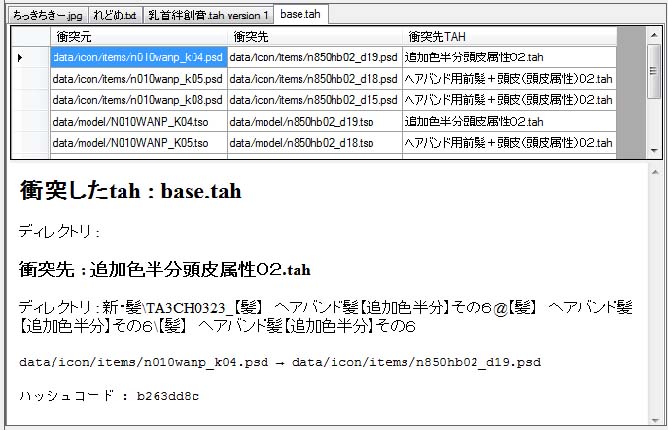 ちっきちきー.jpg れどめ.txt 乳首絆創膏.tah version 1 base.tah
衝突元 衝突先 衝突先TAH
data/icon/items/n010wanp_k04.psd data/icon/items/n850hb02_d19.psd 追加色半分頭皮属性02.tah
data/icon/items/n010wanp_k05.psd data/icon/items/n850hb02_d18.psd ヘアバンド用前髪＋頭皮(頭皮属性)02.tah
data/icon/items/n010wanp_k08.psd data/icon/items/n850hb02_d15.psd ヘアバンド用前髪＋頭皮(頭皮属性)02.tah
data/model/N010WANP_K04.tso data/model/n850hb02_d19.tso 追加色半分頭皮属性02.tah
data/model/N010WANP_K05.tso data/model/n850hb02_d18.tso ヘアバンド用前髪＋頭皮(頭皮属性)02.tah
衝突したtah : base.tah
ディレクトリ :
衝突先 : 追加色半分頭皮属性０２.tah
ディレクトリ : 新・髪\TA3CH0323_【髪】　ヘアバンド髪【追加色半分】その６@【髪】　ヘアバンド髪
【追加色半分】その６\【髪】　ヘアバンド髪【追加色半分】その６
data/icon/items/n010wanp_k04.psd → data/icon/items/n850hb02_d19.psd
ハッシュコード : b263dd8c